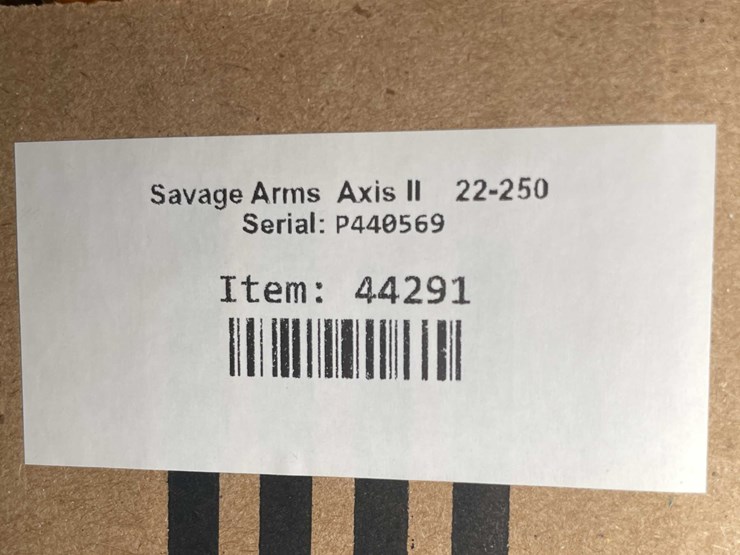 Savage Arms Axis II 22-250
Serial: P440569
Item: 44291